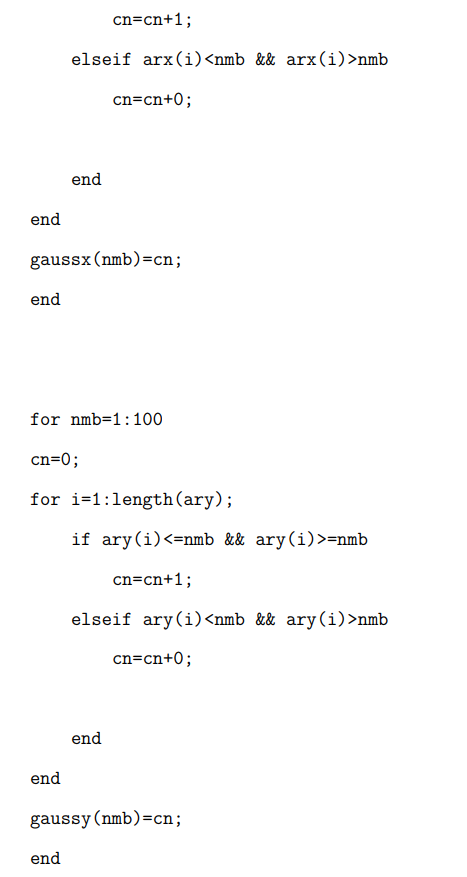 cn=cn+1;
elseif arx(i)<nmb && arx(i)>nmb
cn=cn+0;
end
end
gaussx(nmb)=cn;
end
for nmb=1:100
cn=0;
for i=1:length(ary);
if ary(i)<=nmb && ary(i)>=nmb
cn=cn+1;
elseif ary(i)<nmb && ary(i)>nmb
cn=cn+0;
end
end
gaussy(nmb)=cn;
end